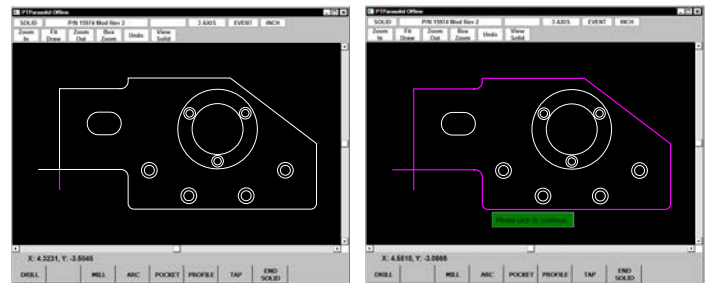 PTParasolid Offline
SOLID P/N 15974 Mod Rev 2 3 AXIS EVENT INCH
Zoom In Fit Draw Zoom Out Box Zoom Undo View Solid
X: 4.3231, Y: -3.5045
DRILL MILL ARC POCKET PROFILE TAP END SOLID
PTParasolid Offline
SOLID P/N 15974 Mod Rev 2 3 AXIS EVENT INCH
Zoom In Fit Draw Zoom Out Box Zoom Undo View Solid
Please click to continue.
X: 4.5810, Y: -3.0866
DRILL MILL ARC POCKET PROFILE TAP END SOLID